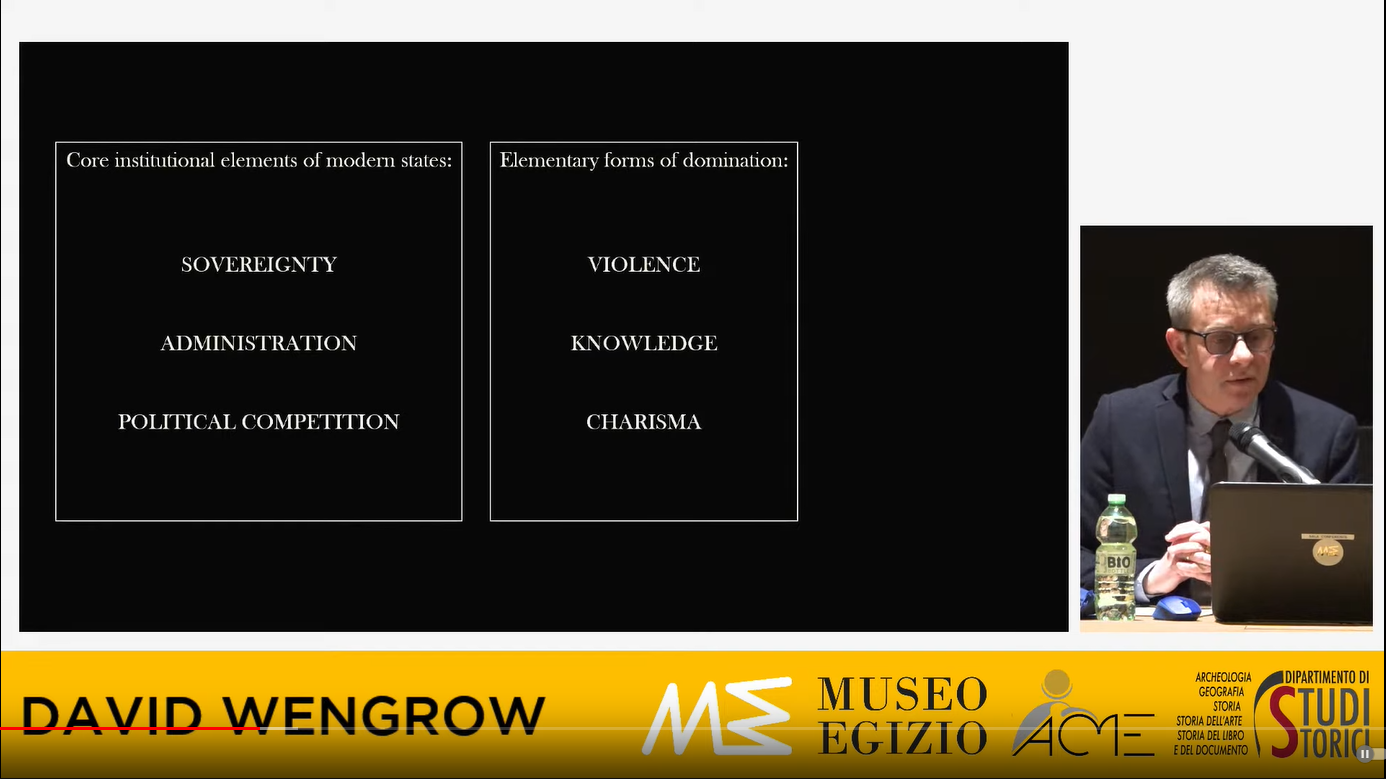 Core institutional elements of modern states:
SOVEREIGNTY
ADMINISTRATION
POLITICAL COMPETITION
Elementary forms of domination:
VIOLENCE
KNOWLEDGE
CHARISMA
BIO
DAVID WENGROW
ME
MUSEO
EGIZIO
ACME
ARCHEOLOGIA
GEOGRAFIA
STORIA
STORIA DELL'ARTE
STORIA DEL LIBRO
E DEL DOCUMENTO
DIPARTIMENTO DI
STUDI
STORICI